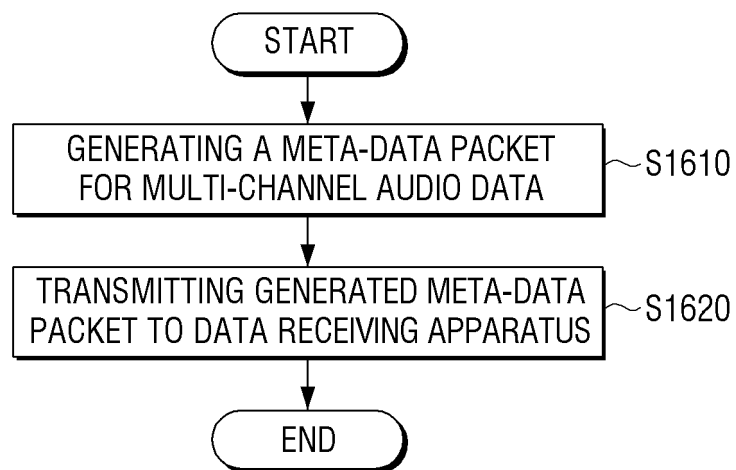 START
GENERATING A META-DATA PACKET
FOR MULTI-CHANNEL AUDIO DATA
S1610
TRANSMITTING GENERATED META-DATA
PACKET TO DATA RECEIVING APPARATUS
S1620
END